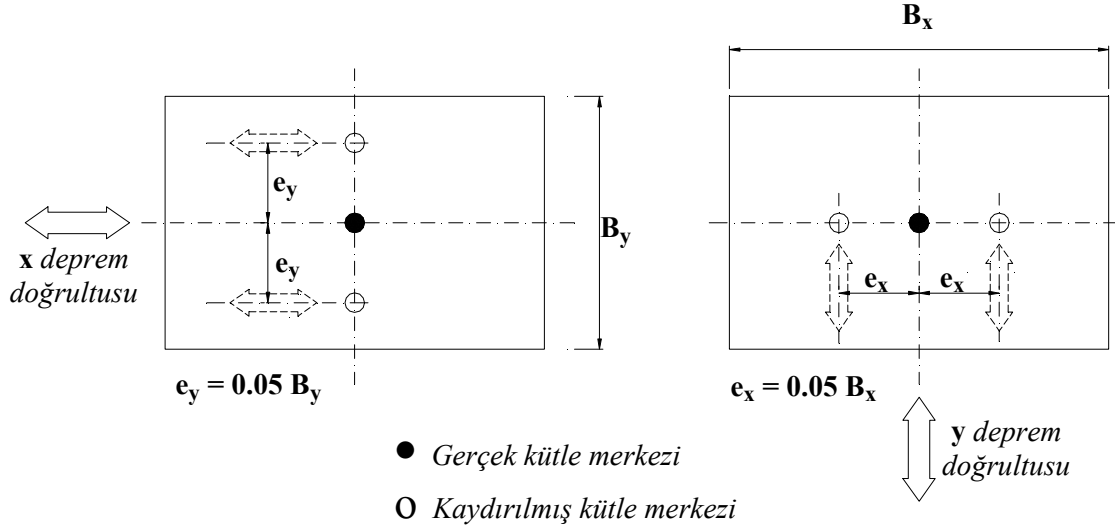 e_y
e_y
x deprem
doğrultusu
B_y
e_y = 0.05 B_y
B_x
e_x
e_x
e_x = 0.05 B_x
y deprem
doğrultusu
Gerçek kütle merkezi
Kaydırılmış kütle merkezi